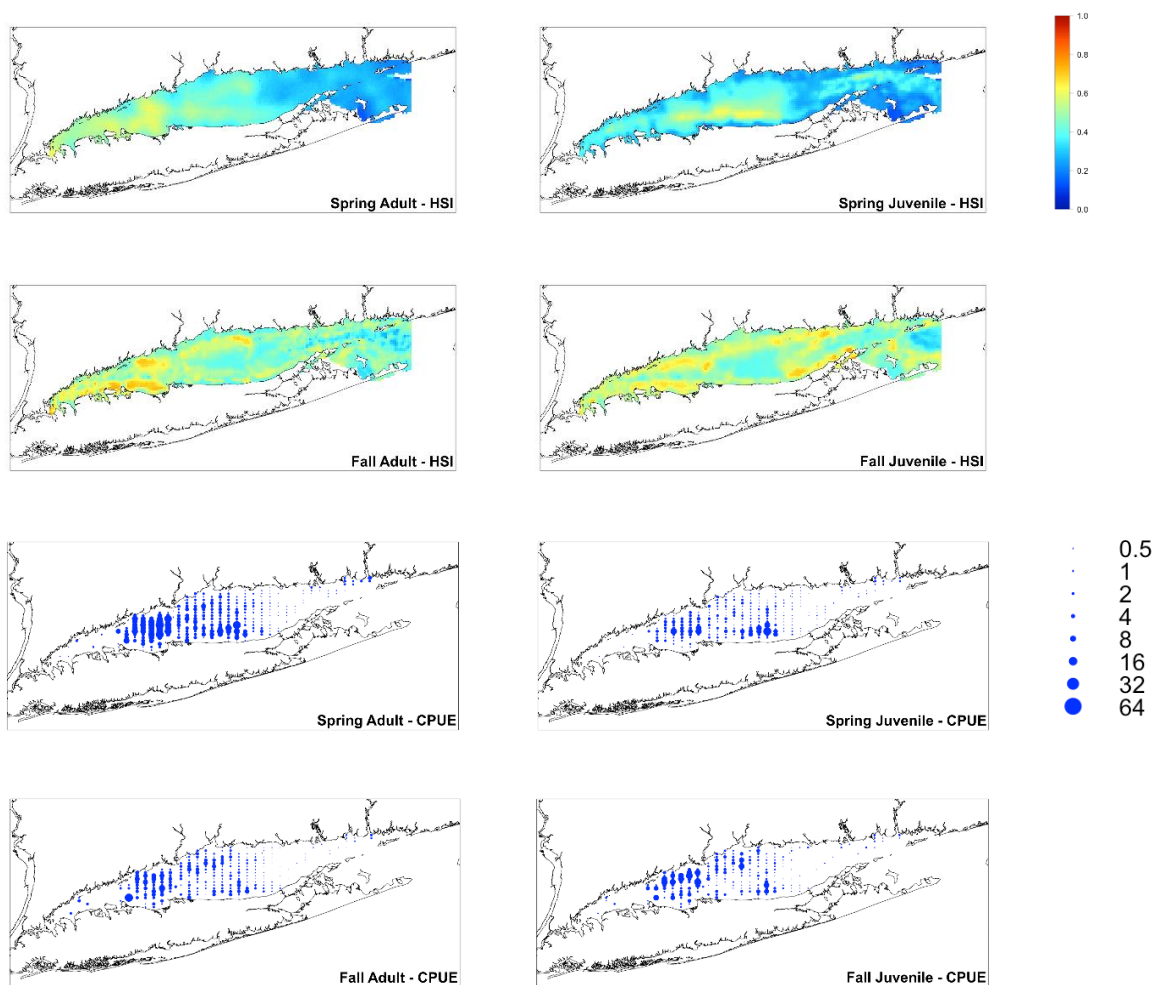 1.0
0.8
0.6
0.4
0.2
0.0
Spring Adult - HSI
Spring Juvenile - HSI
Fall Adult - HSI
Fall Juvenile - HSI
0.5
1
2
4
8
16
32
64
Spring Adult - CPUE
Spring Juvenile - CPUE
Fall Adult - CPUE
Fall Juvenile - CPUE